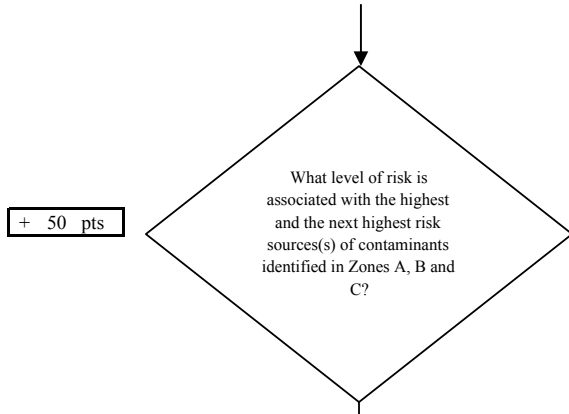 What level of risk is
associated with the highest
and the next highest risk
sources(s) of contaminants
identified in Zones A, B and
C?
+ 50 pts